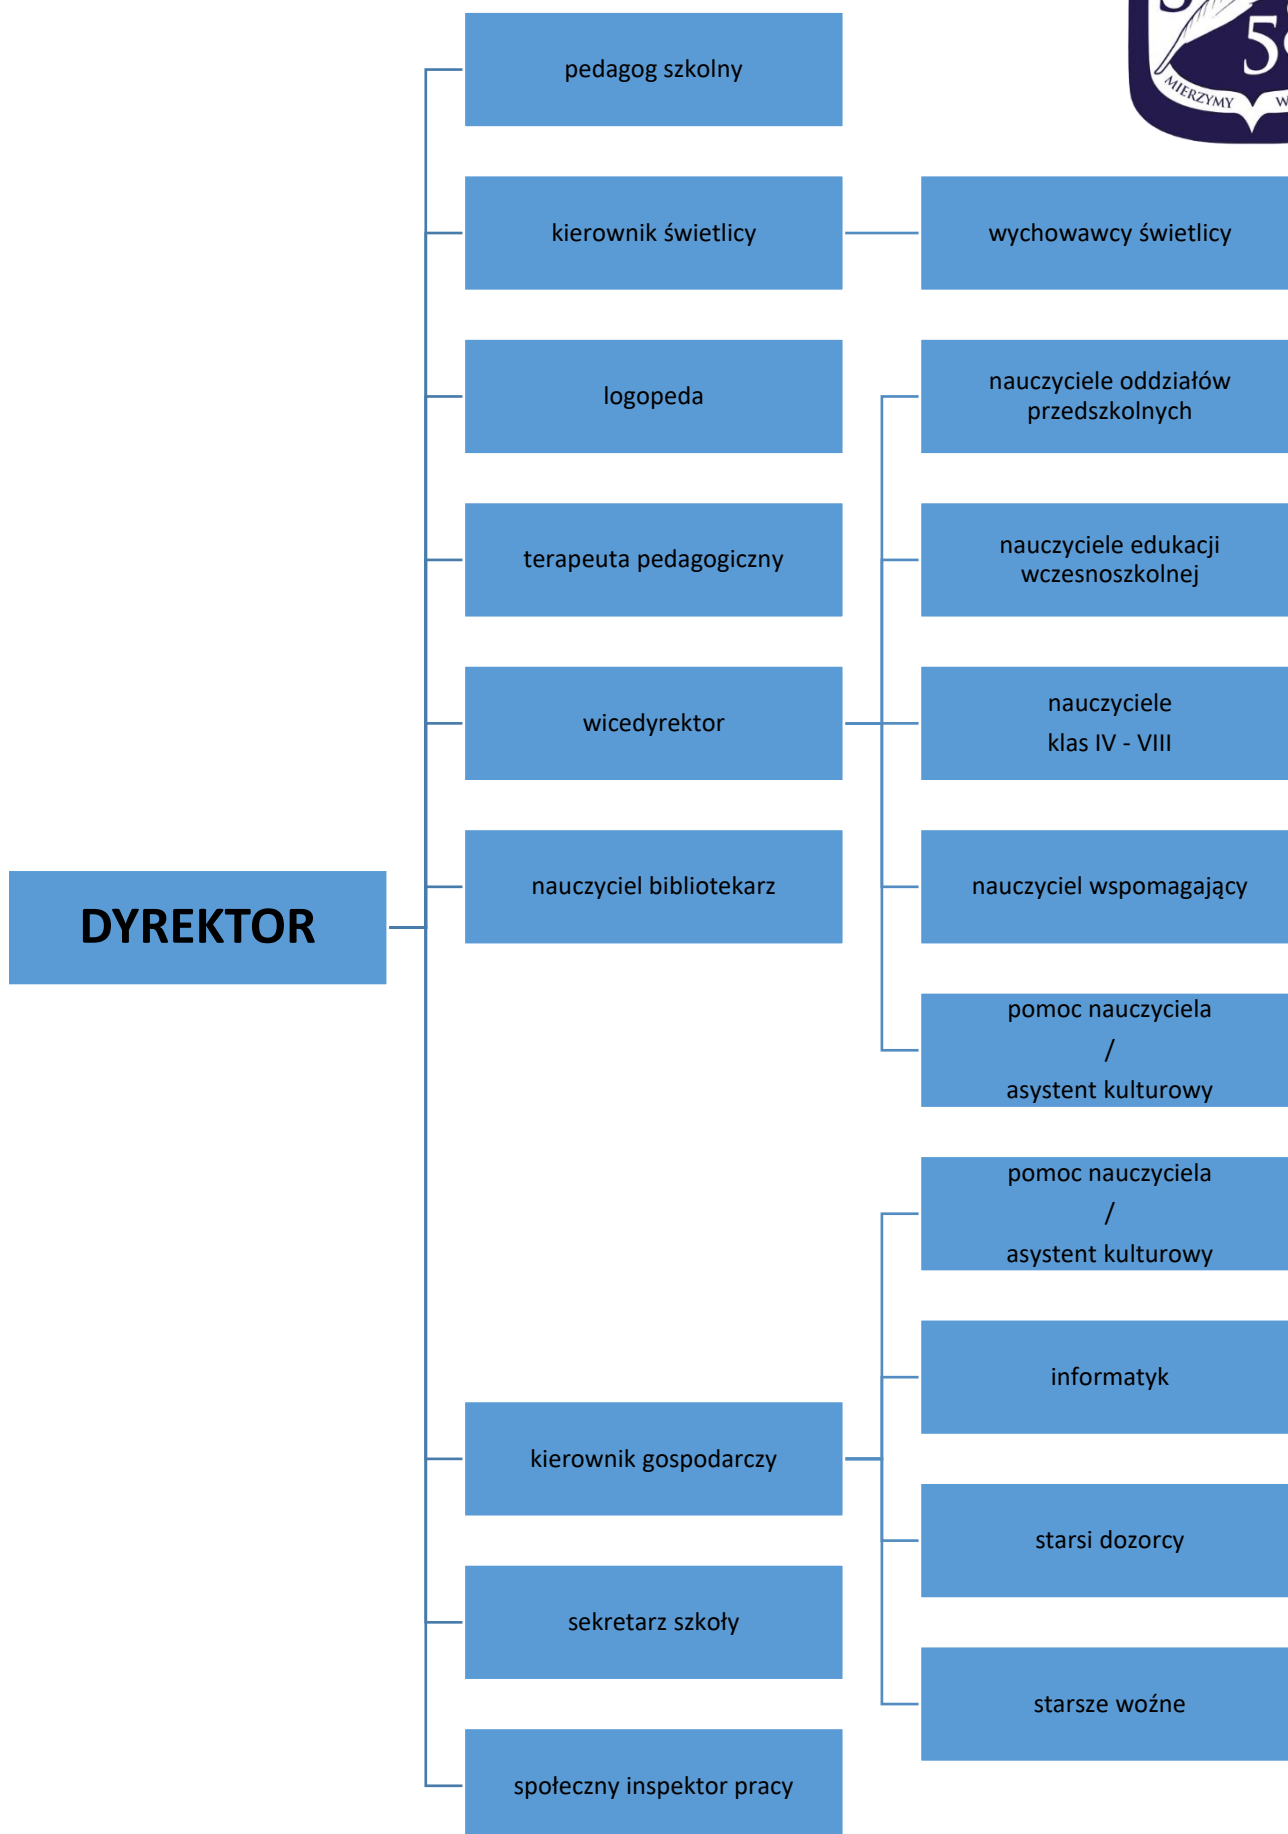 pedagog szkolny
MIERZYMY
kierownik świetlicy
wychowawcy świetlicy
logopeda
nauczyciele oddziałów
przedszkolnych
terapeuta pedagogiczny
nauczyciele edukacji
wczesnoszkolnej
wicedyrektor
nauczyciele
klas IV - VIII
nauczyciel bibliotekarz
nauczyciel wspomagający
DYREKTOR
pomoc nauczyciela
/
asystent kulturowy
pomoc nauczyciela
/
asystent kulturowy
informatyk
kierownik gospodarczy
starsi dozorcy
sekretarz szkoły
starsze woźne
społeczny inspektor pracy